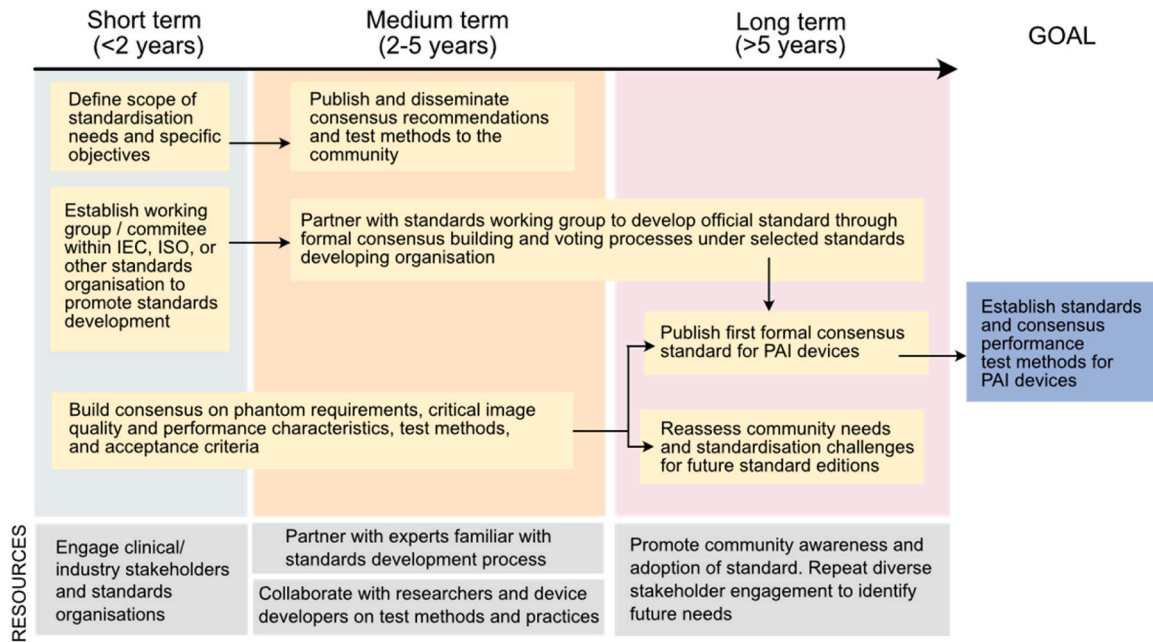 Short term
(<2 years)
Medium term
(2-5 years)
Long term
(>5 years)
GOAL
Define scope of
standardisation
needs and specific
objectives
Publish and disseminate
consensus recommendations
and test methods to the
community
Establish working
group / commitee
within IEC, ISO, or
other standards
organisation to
promote standards
development
Partner with standards working group to develop official standard through
formal consensus building and voting processes under selected standards
developing organisation
Publish first formal consensus
standard for PAI devices
Establish standards
and consensus
performance
test methods for
PAI devices
Build consensus on phantom requirements, critical image
quality and performance characteristics, test methods,
and acceptance criteria
Reassess community needs
and standardisation challenges
for future standard editions
RESOURCES
Engage clinical/
industry stakeholders
and standards
organisations
Partner with experts familiar with
standards development process
Collaborate with researchers and device
developers on test methods and practices
Promote community awareness and
adoption of standard. Repeat diverse
stakeholder engagement to identify
future needs